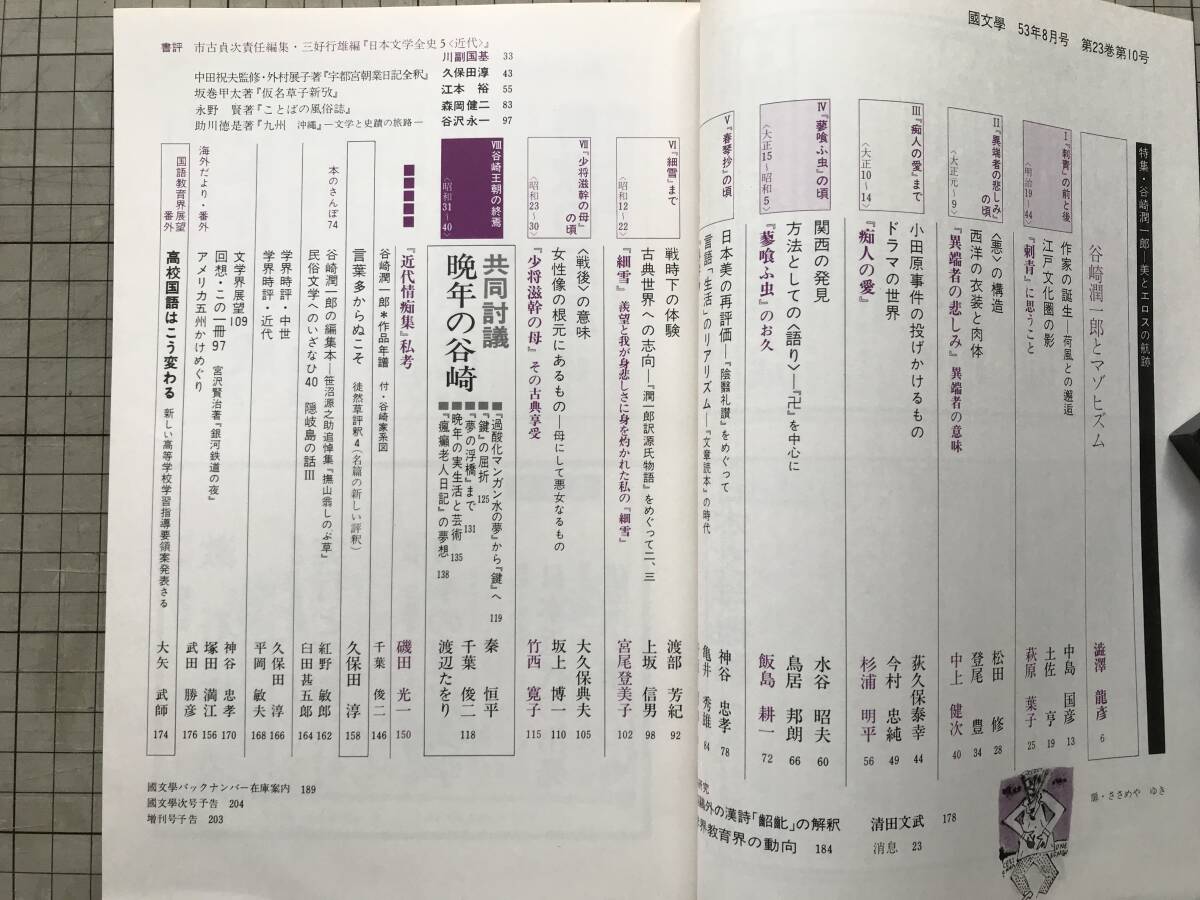 國文學 53年8月号 第23巻第10号
特集・谷崎潤一郎―美とエロスの航跡
谷崎潤一郎とマゾヒズム 澁澤龍彦 6
Ⅰ『刺青』の前と後〈明治19~44〉
作家の誕生―荷風との邂逅 中島国彦 13
江戸文化圏の影 土佐亨 19
『刺青』に思うこと 萩原葉子 25
Ⅱ『異端者の悲しみ』の頃〈大正元~9〉
〈悪〉の構造 松田修 28
西洋の衣装と肉体 登尾豊 34
『異端者の悲しみ』異端者の意味 中上健次 40
Ⅲ『痴人の愛』まで〈大正10~14〉
小田原事件の投げかけるもの 荻久保泰幸 44
ドラマの世界 今村忠純 49
『痴人の愛』 杉浦明平 56
Ⅳ『蓼喰ふ虫』の頃〈大正15~昭和5〉
関西の発見 水谷昭夫 60
方法としての〈語り〉―『卍』を中心に 鳥居邦朗 66
『蓼喰ふ虫』のお久 飯島耕一 72
Ⅴ『春琴抄』の頃
日本美の再評価―『陰翳礼讃』をめぐって 神谷忠孝 78
言語「生活」のリアリズム―『文章読本』の時代 亀井秀雄 84
Ⅵ『細雪』まで〈昭和12~22〉
戦時下の体験 渡部芳紀 92
古典世界への志向―『潤一郎訳源氏物語』をめぐって二、三 上坂信男 98
『細雪』 羨望と我が身悲しさに身を灼かれた私の『細雪』 宮尾登美子 102
Ⅶ『少将滋幹の母』の頃〈昭和23~30〉
〈戦後〉の意味 大久保典夫 105
女性像の根元にあるもの―母にして悪女なるもの 坂上博一 110
『少将滋幹の母』その古典享受 竹西寛子 115
Ⅷ谷崎王朝の終焉〈昭和31~40〉
共同討議
晩年の谷崎
■『過酸化マンガン水の夢』から『鍵』へ 119
■『鍵』の屈折 125
■『夢の浮橋』まで 131
■晩年の実生活と芸術 135
■『瘋癲老人日記』の夢想 138
秦恒平
千葉俊二 118
渡辺たをり
■■■■■
『近代情痴集』私考 磯田光一 150
谷崎潤一郎*作品年譜 付・谷崎家系図 千葉俊二 146
言葉多からぬこそ 徒然草評釈4(名篇の新しい評釈) 久保田淳 158
本のさんぽ74 谷崎潤一郎の編集本―笹沼源之助追悼集『撫山翁しのぶ草』 紅野敏郎 162
民俗文学へのいざなひ40 隠岐島の話Ⅲ 臼田甚五郎 164
学界時評・中世 久保田淳 166
学界時評・近代 平岡敏夫 168
文学界展望109 神谷忠孝 170
回想・この一冊97 宮沢賢治著『銀河鉄道の夜』 塚田満江 156
海外だより・番外 アメリカ五州かけめぐり 武田勝彦 176
国語教育界展望 番外 高校国語はこう変わる 新しい高等学校学習指導要領案発表さる 大矢武師 174
書評 市古貞次責任編集・三好行雄編『日本文学全史5〈近代〉』
川副国基 33
中田祝夫監修・外村展子著『宇都宮朝業日記全釈』 久保田淳 43
坂巻甲太著『仮名草子新攷』 江本裕 55
永野賢著『ことばの風俗誌』 森岡健二 83
助川徳是著『九州 沖縄』―文学と史蹟の旅路― 谷沢永一 97
國文學バックナンバー在庫案内 189
國文學次号予告 204
増刊号予告 203
研究
鷗外の漢詩「齠齔」の解釈 清田文武 178
界教育界の動向 184 消息 23
扉・ささめや ゆき